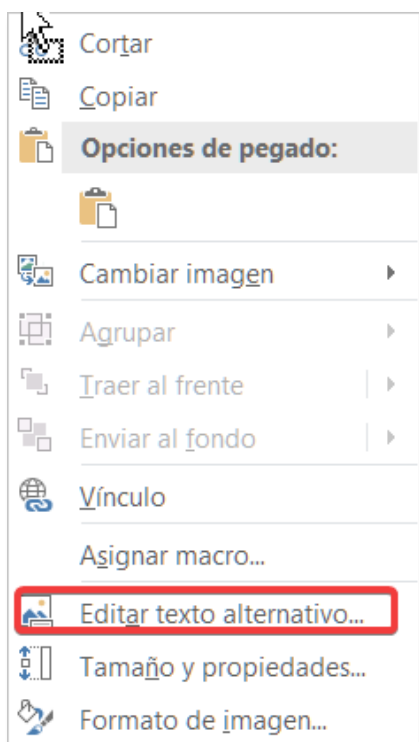 Cortar
Copiar
Opciones de pegado:
Cambiar imagen
Agrupar
Traer al frente
Enviar al fondo
Vínculo
Asignar macro...
Editar texto alternativo...
Tamaño y propiedades...
Formato de imagen...